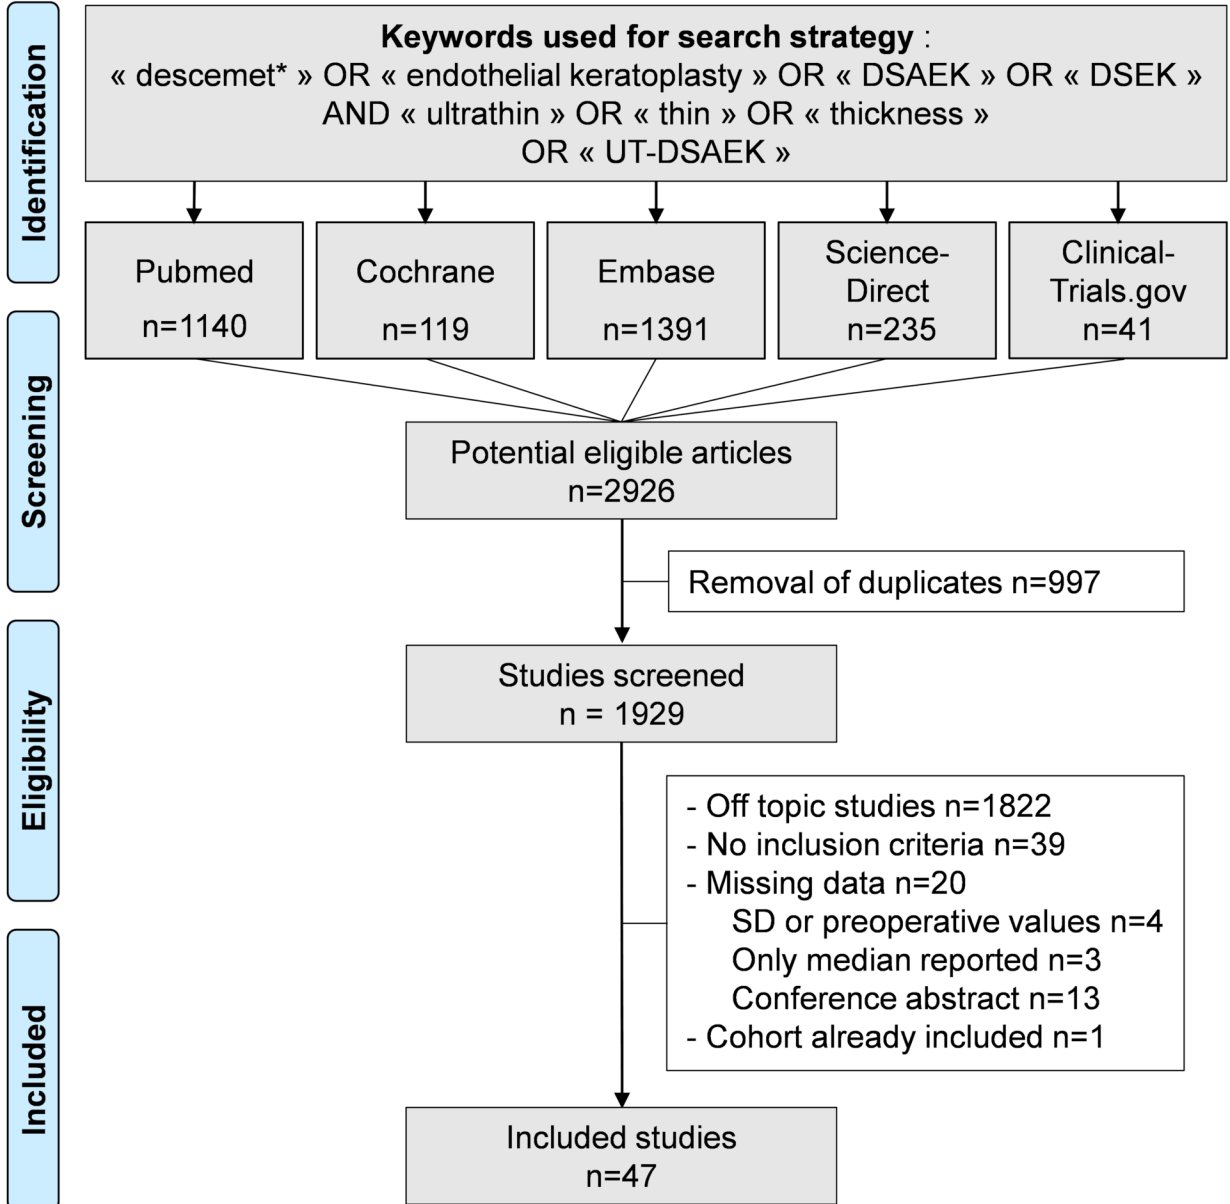 Identification
Keywords used for search strategy :
« descemet* » OR « endothelial keratoplasty » OR « DSAEK » OR « DSEK »
AND « ultrathin » OR « thin » OR « thickness »
OR « UT-DSAEK »
Pubmed
n=1140
Cochrane
n=119
Embase
n=1391
Science-
Direct
n=235
Clinical-
Trials.gov
n=41
Screening
Potential eligible articles
n=2926
Removal of duplicates n=997
Eligibility
Studies screened
n = 1929
- Off topic studies n=1822
- No inclusion criteria n=39
- Missing data n=20
SD or preoperative values n=4
Only median reported n=3
Conference abstract n=13
- Cohort already included n=1
Included
Included studies
n=47